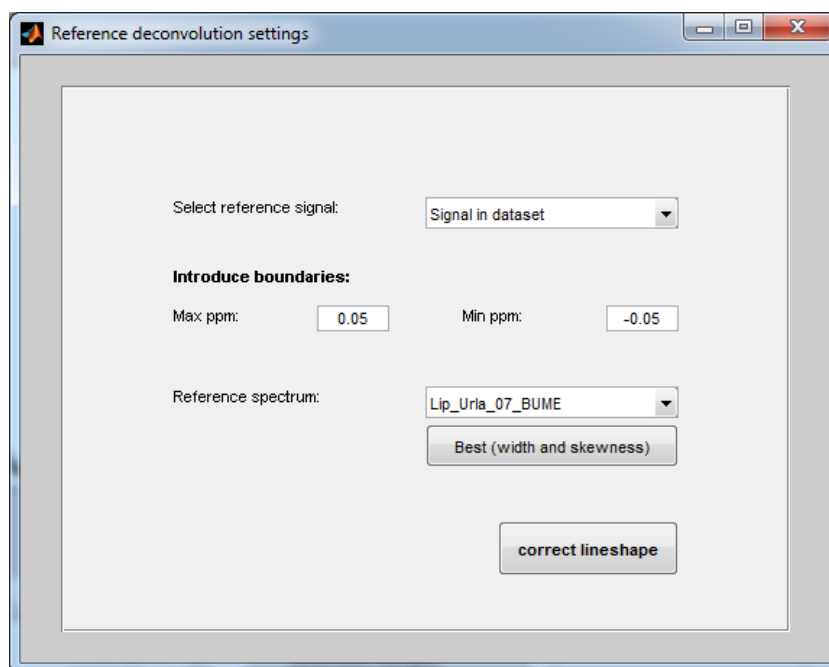 Reference deconvolution settings
Select reference signal:
Signal in dataset
Introduce boundaries:
Max ppm:
0.05
Min ppm:
-0.05
Reference spectrum:
Lip_Urla_07_BUME
Best (width and skewness)
correct lineshape